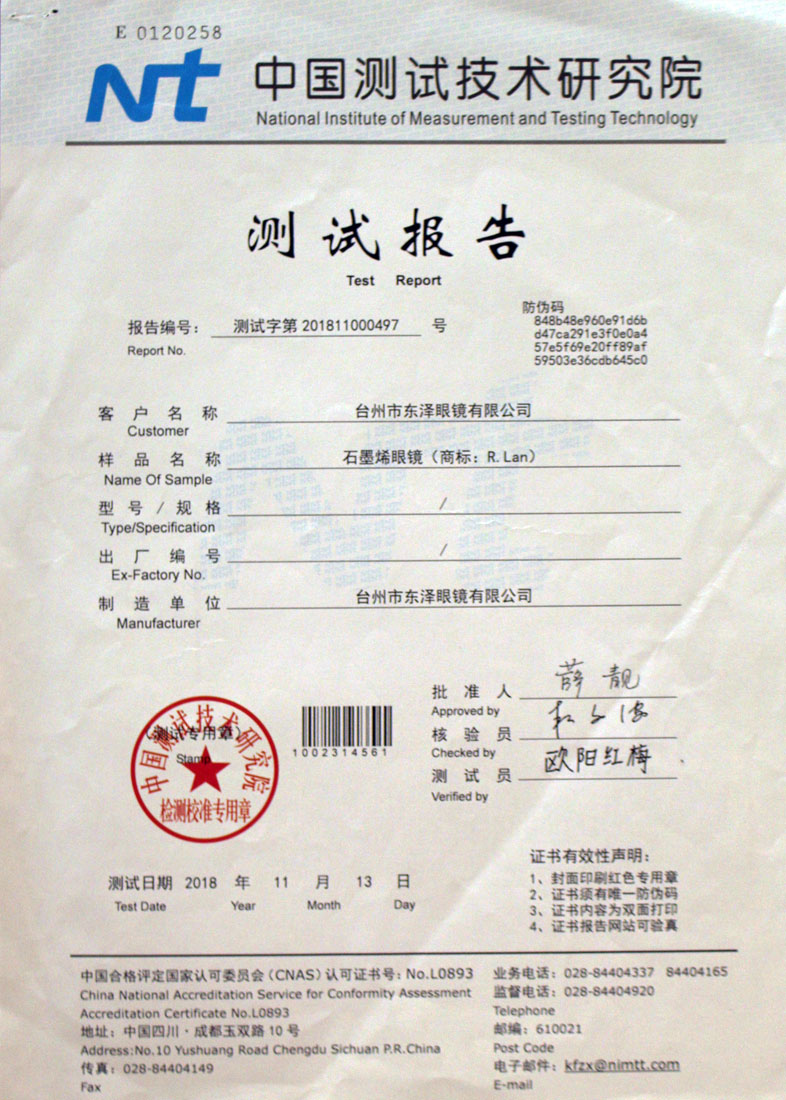 E 0120258
Nt 中国测试技术研究院
National Institute of Measurement and Testing Technology
测试报告
Test Report
报告编号： 测试字第 201811000497 号
Report No.
防伪码
848b48e960e91d6b
d47ca291e3f0e0a4
57e5f69e20ff89af
59503e36cdb645c0
客户名称 台州市东泽眼镜有限公司
Customer
样品名称 石墨烯眼镜（商标：R. Lan）
Name Of Sample
型号/规格 /
Type/Specification
出厂编号 /
Ex-Factory No.
制造单位 台州市东泽眼镜有限公司
Manufacturer
批准人 薛靓
Approved by
核验员
Checked by
测试员 欧阳红梅
Verified by
中国测试技术研究院
测试专用章
Stamp
检测校准专用章
1002314561
测试日期 2018 年 11 月 13 日
Test Date Year Month Day
证书有效性声明：
1、封面印刷红色专用章
2、证书须有唯一防伪码
3、证书内容为双面打印
4、证书报告网站可验真
中国合格评定国家认可委员会（CNAS）认可证书号：No.L0893
China National Accreditation Service for Conformity Assessment
Accreditation Certificate No.L0893
地址：中国四川·成都玉双路10号
Address:No.10 Yushuang Road Chengdu Sichuan P.R.China
传真：028-84404149
Fax
业务电话：028-84404337 84404165
监督电话：028-84404920
Telephone
邮编：610021
Post Code
电子邮件：kfzx@nimtt.com
E-mail